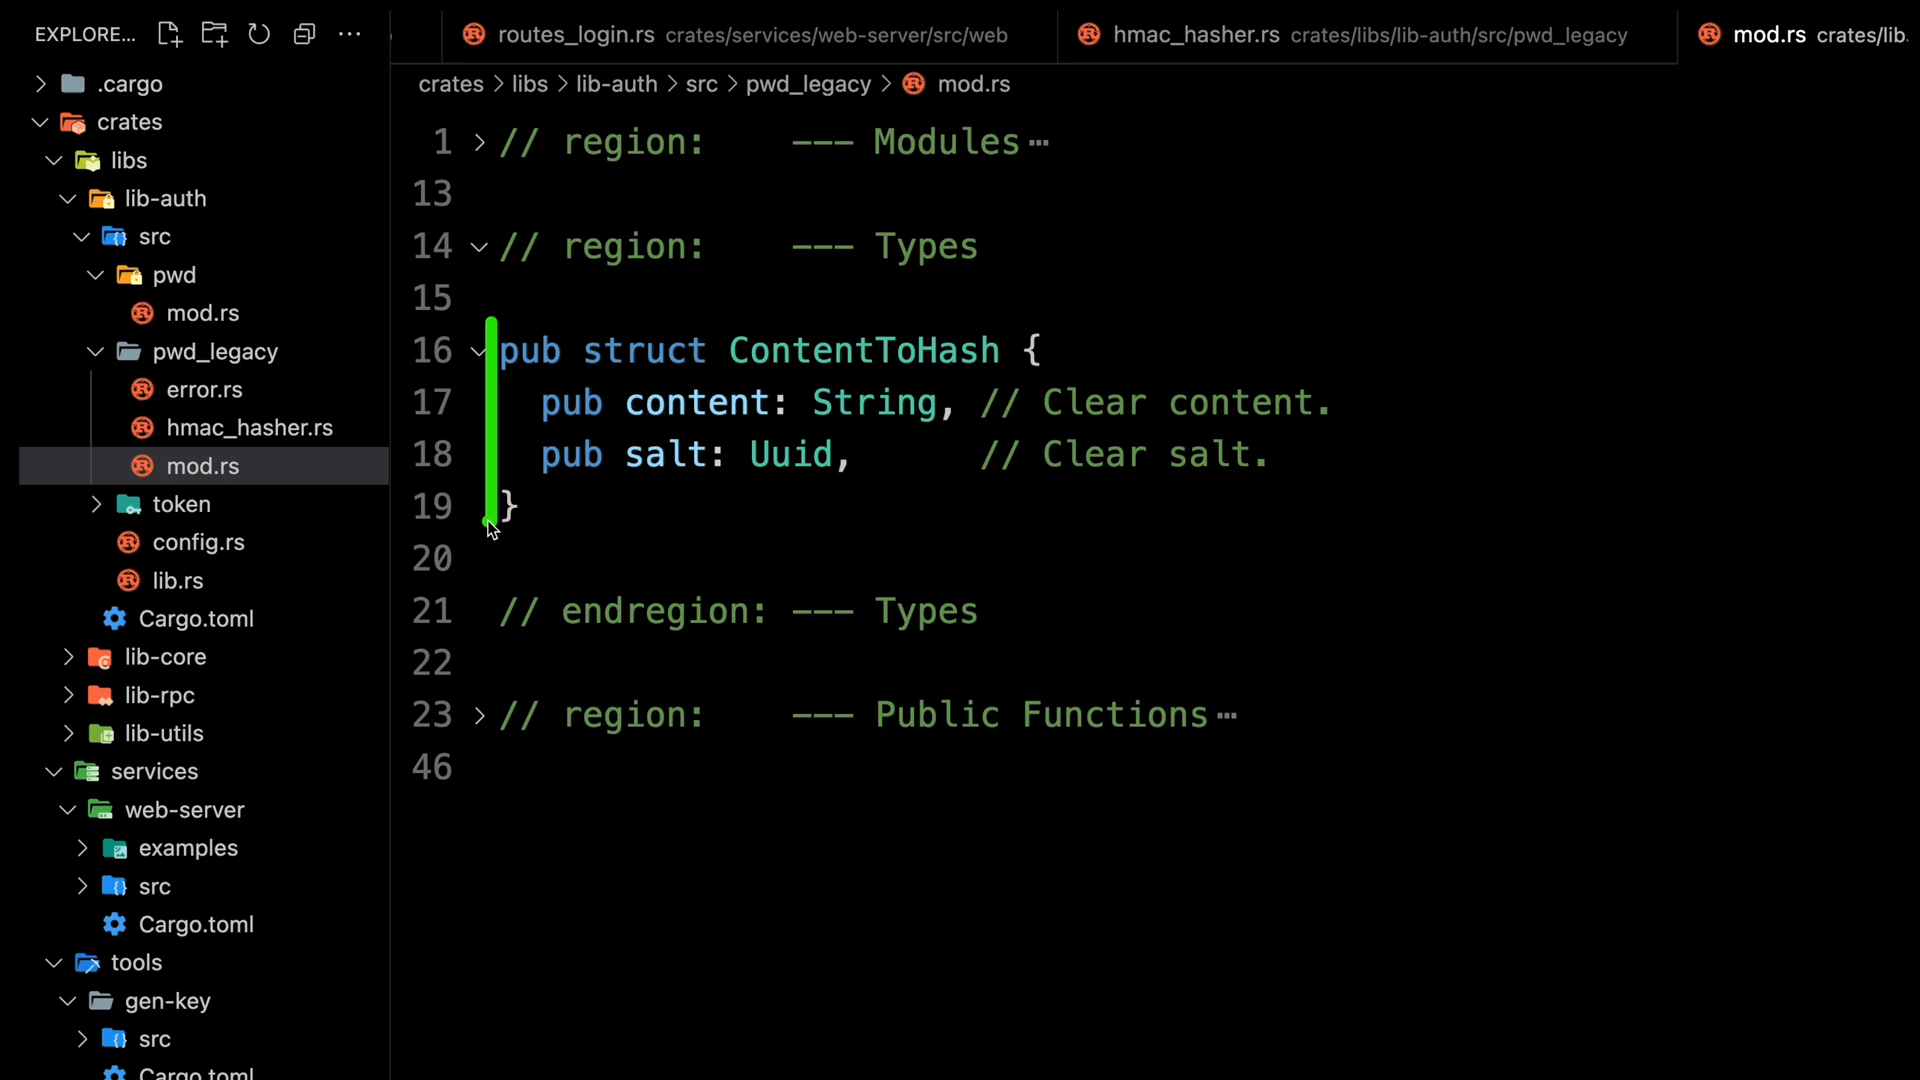 EXPLORE...
.cargo
crates
libs
lib-auth
src
pwd
mod.rs
pwd_legacy
error.rs
hmac_hasher.rs
mod.rs
token
config.rs
lib.rs
Cargo.toml
lib-core
lib-rpc
lib-utils
services
web-server
examples
src
Cargo.toml
tools
gen-key
src
Cargo.toml
routes_login.rs crates/services/web-server/src/web
hmac_hasher.rs crates/libs/lib-auth/src/pwd_legacy
mod.rs crates/lib.
crates > libs > lib-auth > src > pwd_legacy > mod.rs
1 // region: --- Modules ...
13
14 // region: --- Types
15
16 pub struct ContentToHash {
17 pub content: String, // Clear content.
18 pub salt: Uuid, // Clear salt.
19 }
20
21 // endregion: --- Types
22
23 // region: --- Public Functions ...
46